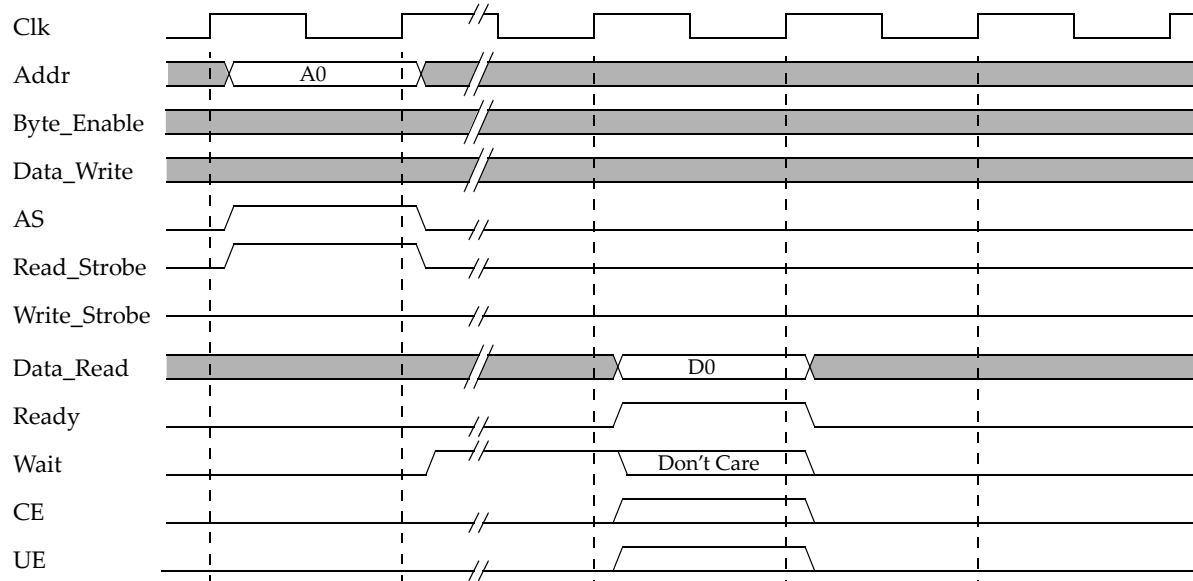 Clk
Addr
A0
Byte_Enable
Data_Write
AS
Read_Strobe
Write_Strobe
Data_Read
D0
Ready
Wait
Don't Care
CE
UE